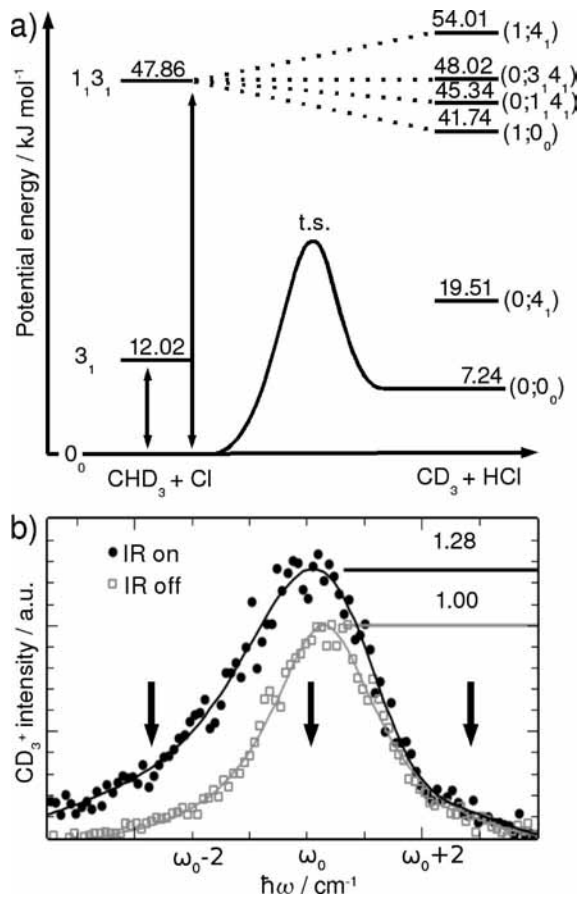 a)
Potential energy / kJ mol⁻¹
54.01 (1;4₁)
1₁3₁ 47.86 48.02 (0;3₁4₁)
45.34 (0;1₁4₁)
41.74 (1;0₀)
t.s.
19.51 (0;4₁)
3₁ 12.02
7.24 (0;0₀)
0₀
CHD₃ + Cl CD₃ + HCl
b)
IR on
IR off
1.28
1.00
CD₃⁺ intensity / a.u.
ω₀-2 ω₀ ω₀+2
ħω / cm⁻¹